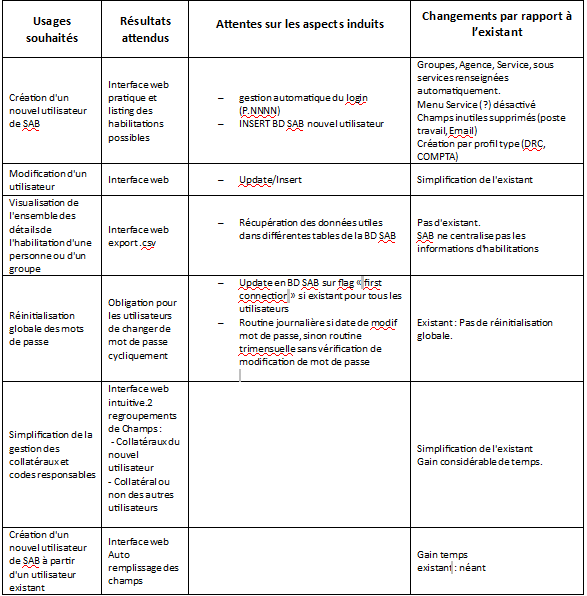 Usages
souhaités
Résultats
attendus
Attentes sur les aspects induits
Changements par rapport à
l'existant
Création d'un
nouvel utilisateur
de SAB
Interface web
pratique et
listing des
habilitations
possibles
– gestion automatique du login
(P.NNNN)
– INSERT BD SAB nouvel utilisateur
Groupes, Agence, Service, sous
services renseignées
automatiquement.
Menu Service (?) désactivé
Champs inutiles supprimés (poste
travail, Email)
Création par profil type (DRC,
COMPTA)
Modification d'un
utilisateur
Interface web
– Update/Insert
Simplification de l'existant
Visualisation de
l'ensemble des
détails de
l'habilitation d'une
personne ou d'un
groupe
Interface web
export .csv
– Récupération des données utiles
dans différentes tables de la BD SAB
Pas d'existant.
SAB ne centralise pas les
informations d'habilitations
Réinitialisation
globale des mots
de passe
Obligation pour
les utilisateurs
de changer de
mot de passe
cycliquement
– Update en BD SAB sur flag « first
connection » si existant pour tous les
utilisateurs
– Routine journalière si date de modif
mot de passe, sinon routine
trimensuelle sans vérification de
modification de mot de passe
Existant : Pas de réinitialisation
globale.
Simplification de la
gestion des
collatéraux et
codes responsables
Interface web
intuitive.2
regroupements
de Champs :
- Collatéraux du
nouvel
utilisateur
- Collatéral ou
non des autres
utilisateurs
Simplification de l'existant
Gain considérable de temps.
Création d'un
nouvel utilisateur
de SAB à partir
d'un utilisateur
existant
Interface web
Auto
remplissage des
champs
Gain temps
existant : néant